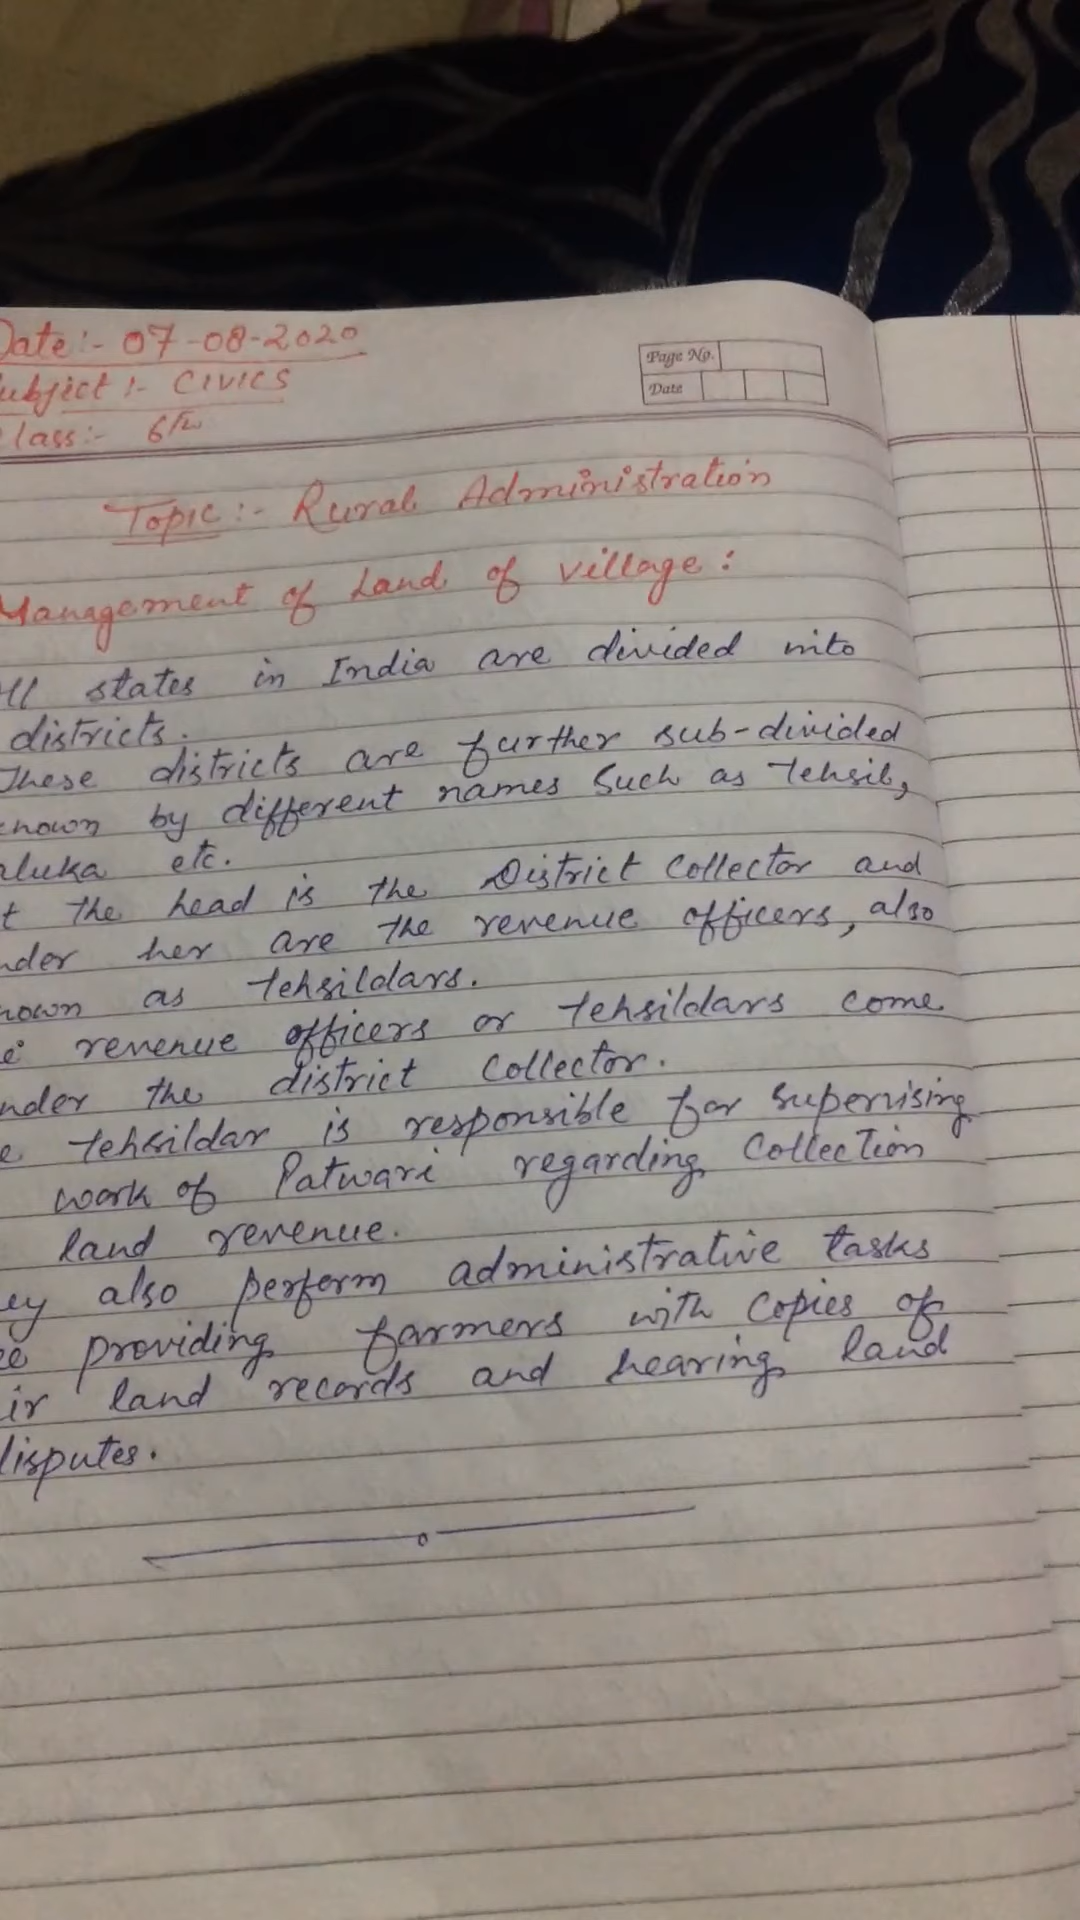 Date:- 07-08-2020
ubject :- CIVICS
lass:- 6th
Page No.
Date
Topic :- Rural Administration
Management of Land of village :
ll states in India are divided into
districts.
These districts are further sub-divided
known by different names Such as Tehsil,
aluka etc.
t the head is the District Collector and
nder her are the revenue officers, also
nown as tehsildars.
e revenue officers or tehsildars come
nder the district Collector.
e tehsildar is responsible for supervising
work of Patwari regarding Collection
land revenue.
ey also perform administrative tasks
ke providing farmers with Copies of
ir land records and hearing land
disputes.